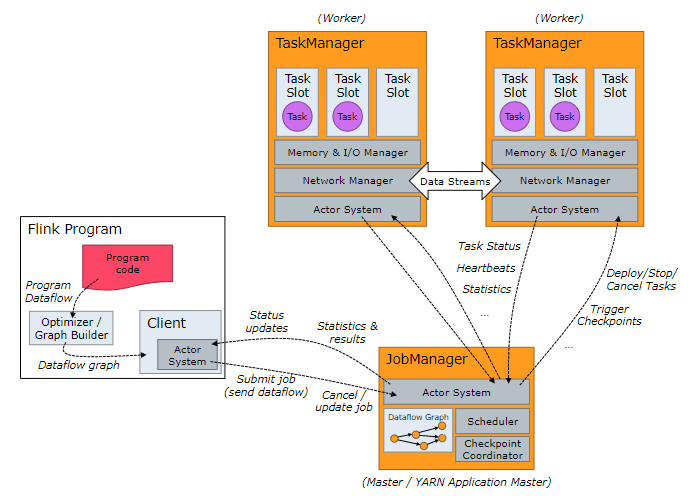 (Worker)
(Worker)
TaskManager
TaskManager
Task
Slot
Task
Slot
Task
Slot
Task
Slot
Task
Slot
Task
Slot
Task
Task
Task
Task
Memory & I/O Manager
Memory & I/O Manager
Network Manager
Data Streams
Network Manager
Actor System
Actor System
Flink Program
Program
code
Program
Dataflow
Optimizer /
Graph Builder
Dataflow graph
Client
Actor
System
Status
updates
Statistics &
results
Submit job
(send dataflow)
Cancel /
update job
Task Status
Heartbeats
Statistics
...
Deploy/Stop/
Cancel Tasks
Trigger
Checkpoints
...
JobManager
Actor System
Dataflow Graph
Scheduler
Checkpoint
Coordinator
(Master / YARN Application Master)